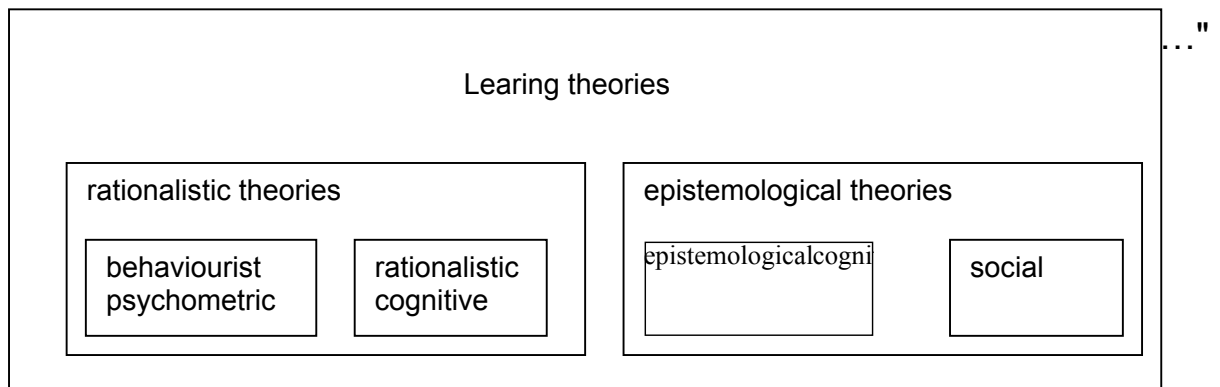 ..."
Learing theories
rationalistic theories
epistemological theories
behaviourist
psychometric
rationalistic
cognitive
epistemologicalcogni
social